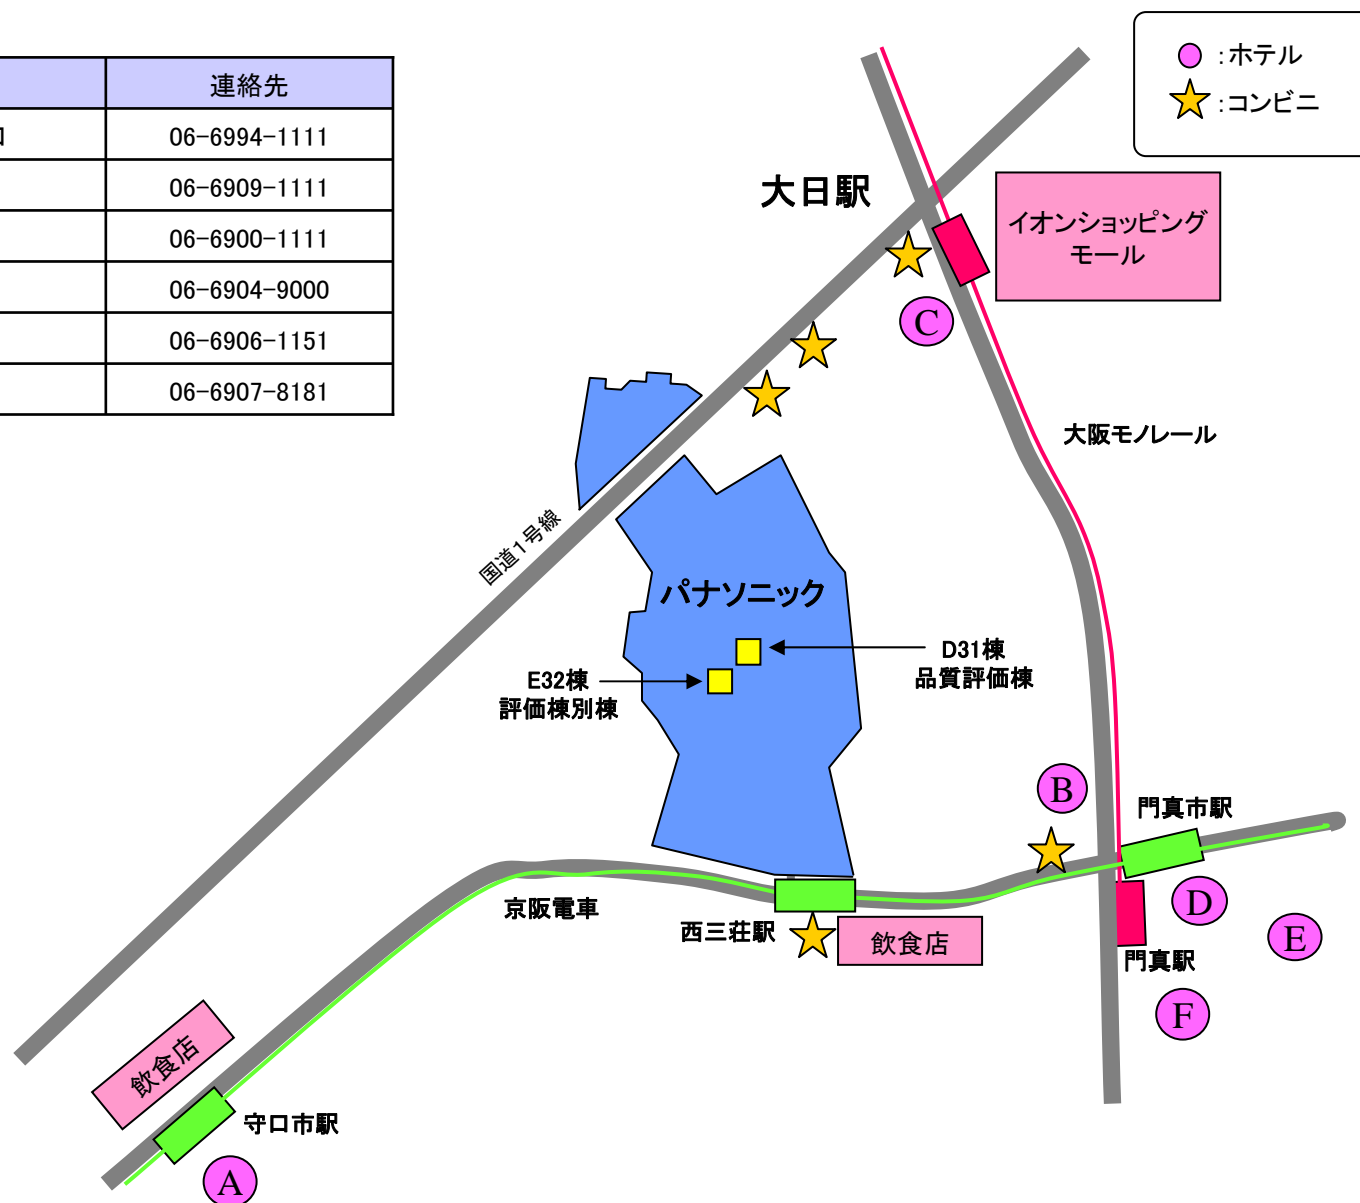 連絡先
06-6994-1111
06-6909-1111
06-6900-1111
06-6904-9000
06-6906-1151
06-6907-8181
:ホテル
:コンビニ
大日駅
イオンショッピング
モール
C
大阪モノレール
国道1号線
パナソニック
D31棟
品質評価棟
E32棟
評価棟別棟
B
門真市駅
京阪電車
西三荘駅
飲食店
D
E
門真駅
F
飲食店
守口市駅
A